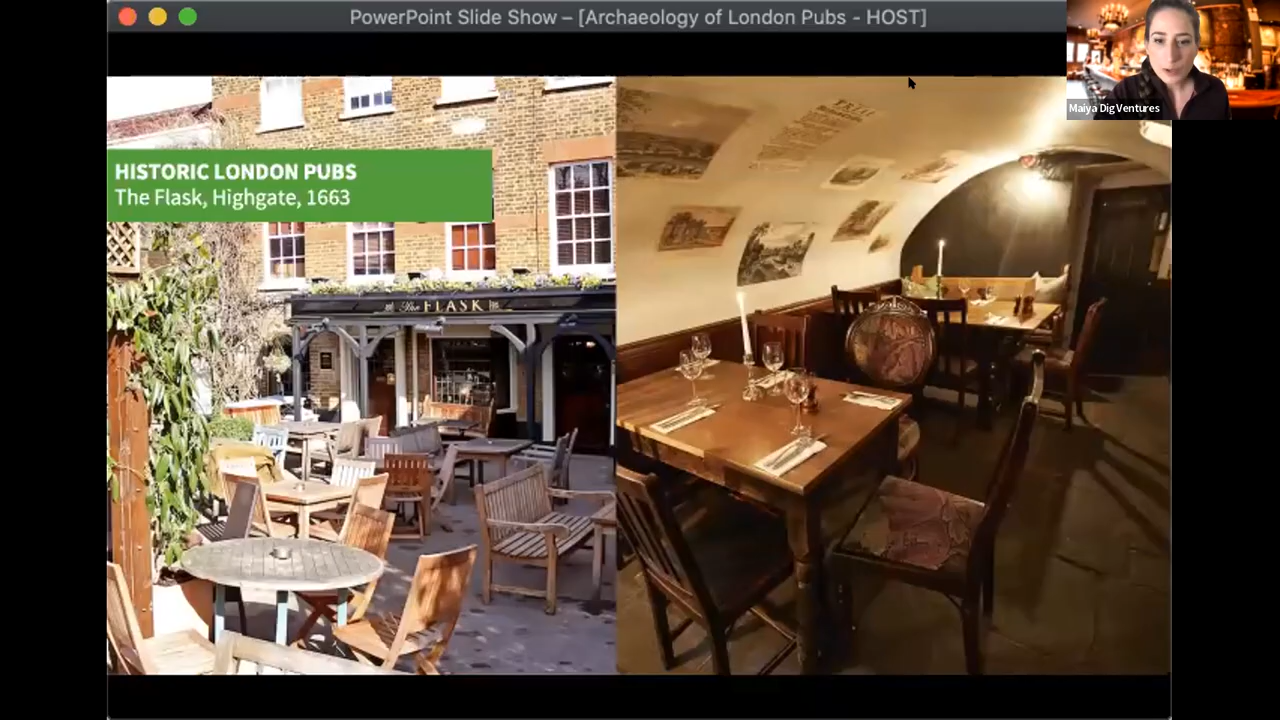 PowerPoint Slide Show – [Archaeology of London Pubs - HOST]
Maiya DigVentures
HISTORIC LONDON PUBS
The Flask, Highgate, 1663
The FLASK